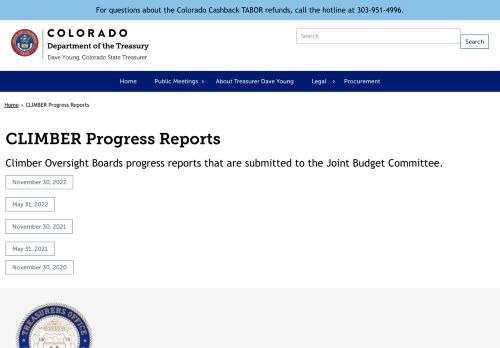 For questions about the Colorado Cashback TABOR refunds, call the hotline at 303-951-4996.
COLORADO
Department of the Treasury
Dave Young, Colorado State Treasurer
Search
Search
Home
Public Meetings ›
About Treasurer Dave Young
Legal ›
Procurement
Home › CLIMBER Progress Reports
CLIMBER Progress Reports
Climber Oversight Boards progress reports that are submitted to the Joint Budget Committee.
November 30, 2022
May 31, 2022
November 30, 2021
May 31, 2021
November 30, 2020
TREASURERS OFFICE